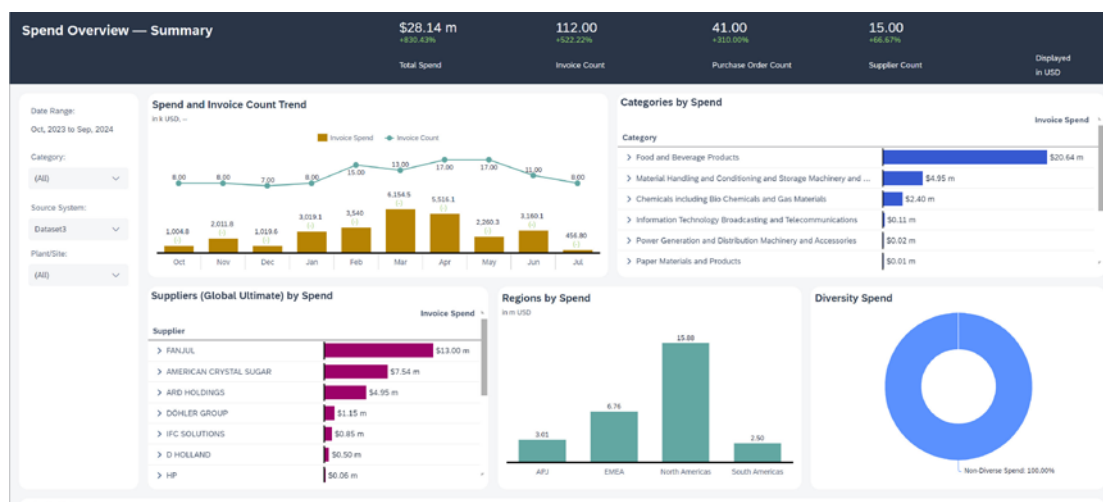 Spend Overview — Summary
$28.14 m
+830.43%
Total Spend
112.00
+522.22%
Invoice Count
41.00
+310.00%
Purchase Order Count
15.00
+66.67%
Supplier Count
Displayed
in USD
Date Range:
Oct, 2023 to Sep, 2024
Category:
(All)
Source System:
Dataset3
Plant/Site:
(All)
Spend and Invoice Count Trend
in k USD, --
Invoice Spend
Invoice Count
8.00 8.00 7.00 8.00 15.00 13.00 17.00 17.00 11.00 8.00
1,004.8 2,011.8 1,019.6 3,019.1 3,540 6,154.5 5,516.1 2,260.3 3,160.1 456.80
(-) (-) (-) (-) (-) (-) (-) (-) (-) (-)
Oct Nov Dec Jan Feb Mar Apr May Jun Jul
Categories by Spend
Invoice Spend
Category
> Food and Beverage Products $20.64 m
> Material Handling and Conditioning and Storage Machinery and ... $4.95 m
> Chemicals including Bio Chemicals and Gas Materials $2.40 m
> Information Technology Broadcasting and Telecommunications $0.11 m
> Power Generation and Distribution Machinery and Accessories $0.02 m
> Paper Materials and Products $0.01 m
Suppliers (Global Ultimate) by Spend
Invoice Spend
Supplier
> FANJUL $13.00 m
> AMERICAN CRYSTAL SUGAR $7.54 m
> ARD HOLDINGS $4.95 m
> DÖHLER GROUP $1.15 m
> IFC SOLUTIONS $0.85 m
> D HOLLAND $0.50 m
> HP $0.06 m
Regions by Spend
in m USD
3.01 6.76 15.88 2.50
APJ EMEA North Americas South Americas
Diversity Spend
Non-Diverse Spend: 100.00%